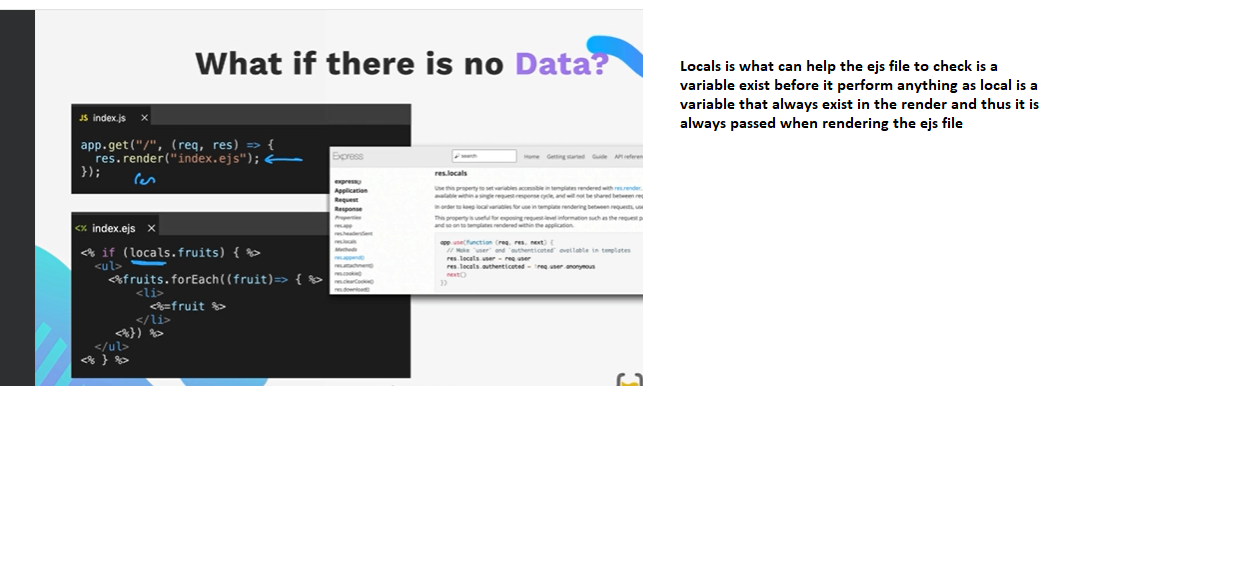 What if there is no Data?
JS index.js ×
app.get("/", (req, res) => {
res.render("index.ejs");
});
<% index.ejs ×
<% if (locals.fruits) { %>
<ul>
<%fruits.forEach((fruit)=> { %>
<li>
<%=fruit %>
</li>
<%}) %>
</ul>
<% } %>
Express
search
Home Getting started Guide API referen
express()
Application
Request
Response
Properties
res.app
res.headersSent
res.locals
Methods
res.append()
res.attachment()
res.cookie()
res.clearCookie()
res.download()
res.locals
Use this property to set variables accessible in templates rendered with res.render.
available within a single request-response cycle, and will not be shared between re
In order to keep local variables for use in template rendering between requests, use
This property is useful for exposing request-level information such as the request p
and so on to templates rendered within the application.
app.use(function (req, res, next) {
// Make `user` and `authenticated` available in templates
res.locals.user = req.user
res.locals.authenticated = !req.user.anonymous
next()
})
Locals is what can help the ejs file to check is a
variable exist before it perform anything as local is a
variable that always exist in the render and thus it is
always passed when rendering the ejs file